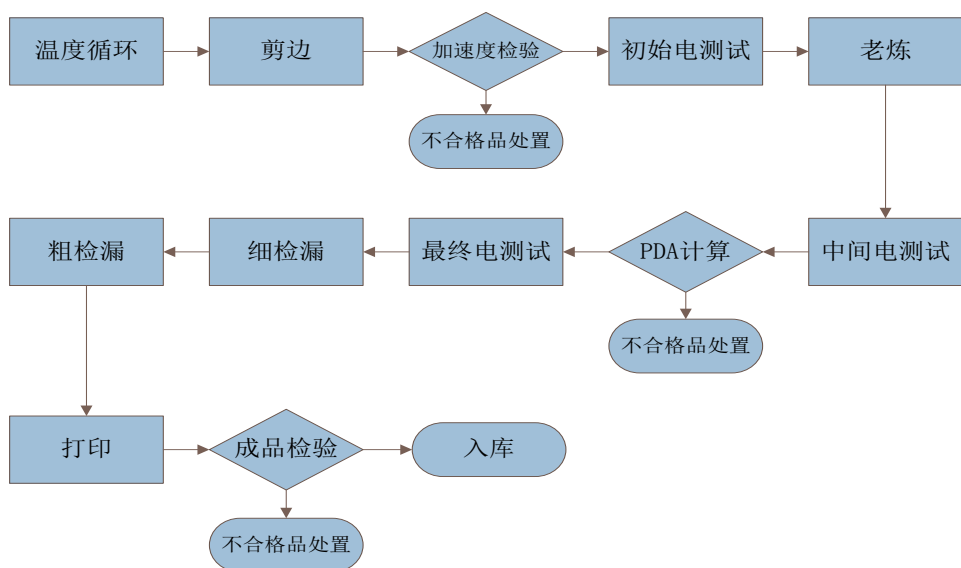 温度循环
剪边
加速度检验
初始电测试
老炼
不合格品处置
粗检漏
细检漏
最终电测试
PDA计算
中间电测试
不合格品处置
打印
成品检验
入库
不合格品处置